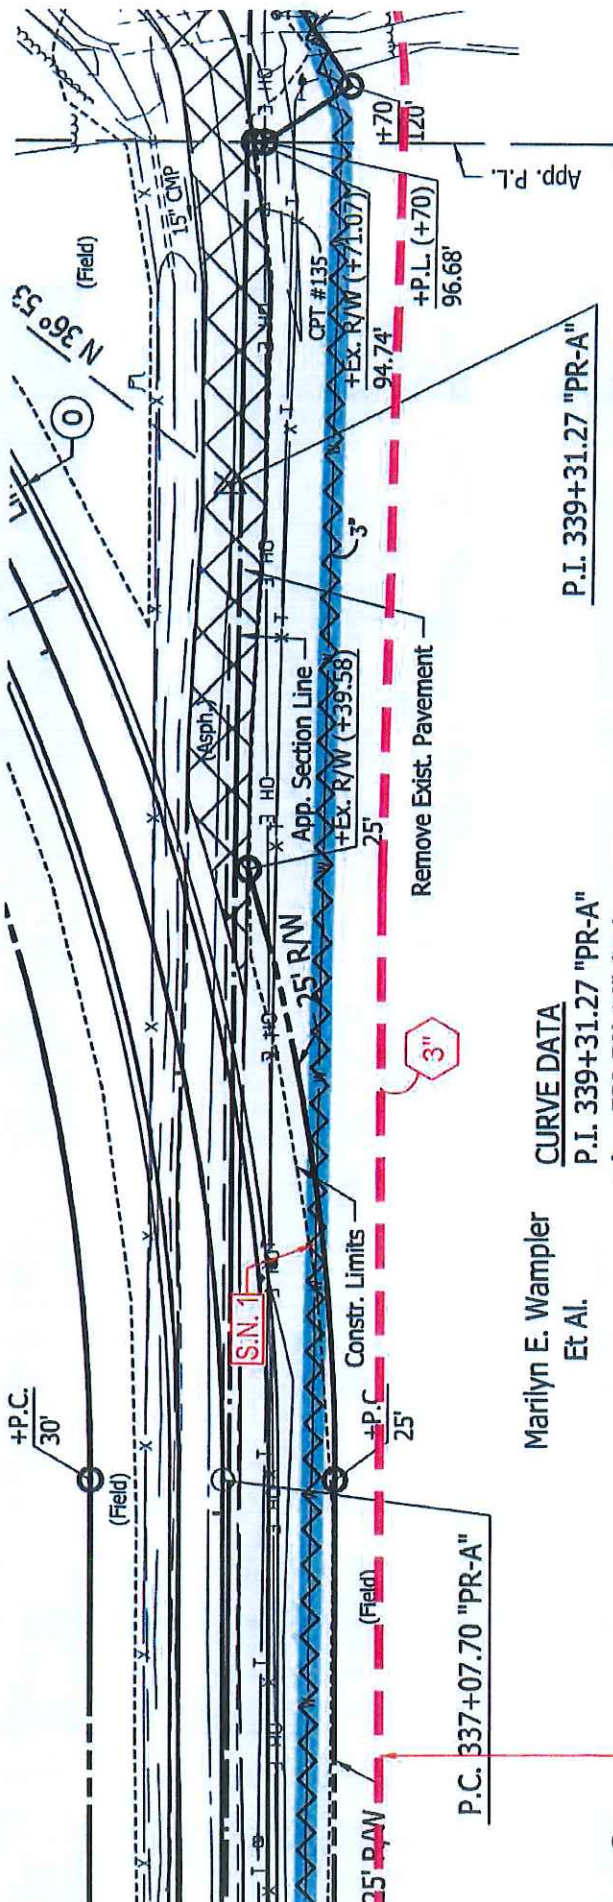 N 36° 53'
(Field)
15" CMP
O
+70
120'
App. P.L.
CPT #135
+Ex. R/W (+71.07)
94.74'
+P.L. (+70)
96.68'
P.I. 339+31.27 "PR-A"
3"
(Asph.)
App. Section Line
+Ex. R/W (+39.58)
25'
Remove Exist. Pavement
25' R/W
3"
S.N. 1
Constr. Limits
CURVE DATA
P.I. 339+31.27 "PR-A"
Marilyn E. Wampler
Et Al.
+P.C.
30'
(Field)
+P.C
25'
(Field)
P.C. 337+07.70 "PR-A"
25' R/W